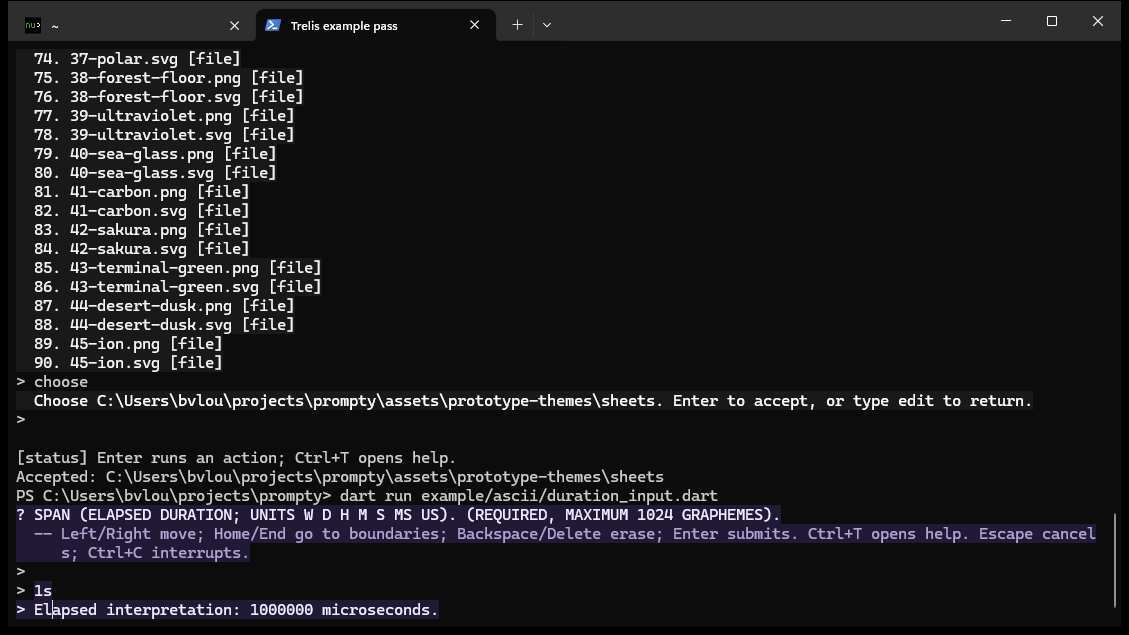 nu> ~
Trelis example pass
74. 37-polar.svg [file]
75. 38-forest-floor.png [file]
76. 38-forest-floor.svg [file]
77. 39-ultraviolet.png [file]
78. 39-ultraviolet.svg [file]
79. 40-sea-glass.png [file]
80. 40-sea-glass.svg [file]
81. 41-carbon.png [file]
82. 41-carbon.svg [file]
83. 42-sakura.png [file]
84. 42-sakura.svg [file]
85. 43-terminal-green.png [file]
86. 43-terminal-green.svg [file]
87. 44-desert-dusk.png [file]
88. 44-desert-dusk.svg [file]
89. 45-ion.png [file]
90. 45-ion.svg [file]
> choose
Choose C:\Users\bvlou\projects\prompty\assets\prototype-themes\sheets. Enter to accept, or type edit to return.
>
[status] Enter runs an action; Ctrl+T opens help.
Accepted: C:\Users\bvlou\projects\prompty\assets\prototype-themes\sheets
PS C:\Users\bvlou\projects\prompty> dart run example/ascii/duration_input.dart
? SPAN (ELAPSED DURATION; UNITS W D H M S MS US). (REQUIRED, MAXIMUM 1024 GRAPHEMES).
-- Left/Right move; Home/End go to boundaries; Backspace/Delete erase; Enter submits. Ctrl+T opens help. Escape cancel
s; Ctrl+C interrupts.
>
> 1s
> Elapsed interpretation: 1000000 microseconds.